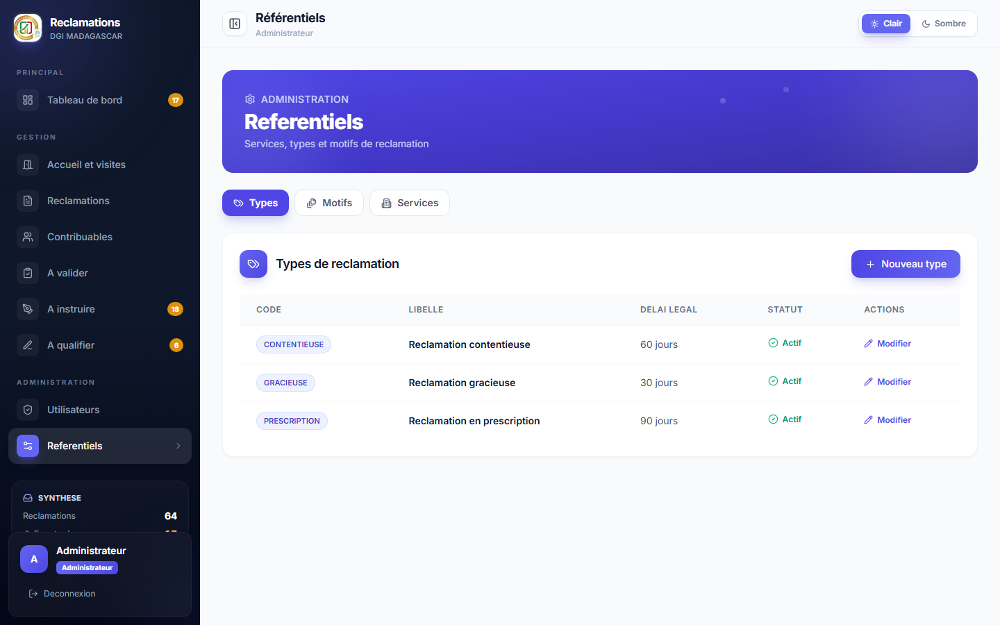 Reclamations
DGI MADAGASCAR
PRINCIPAL
Tableau de bord 17
GESTION
Accueil et visites
Reclamations
Contribuables
A valider
A instruire 18
A qualifier 6
ADMINISTRATION
Utilisateurs
Referentiels
SYNTHESE
Reclamations 64
A
Administrateur
Administrateur
Deconnexion
Référentiels
Administrateur
Clair Sombre
ADMINISTRATION
Referentiels
Services, types et motifs de reclamation
Types Motifs Services
Types de reclamation
Nouveau type
CODE LIBELLE DELAI LEGAL STATUT ACTIONS
CONTENTIEUSE Reclamation contentieuse 60 jours Actif Modifier
GRACIEUSE Reclamation gracieuse 30 jours Actif Modifier
PRESCRIPTION Reclamation en prescription 90 jours Actif Modifier